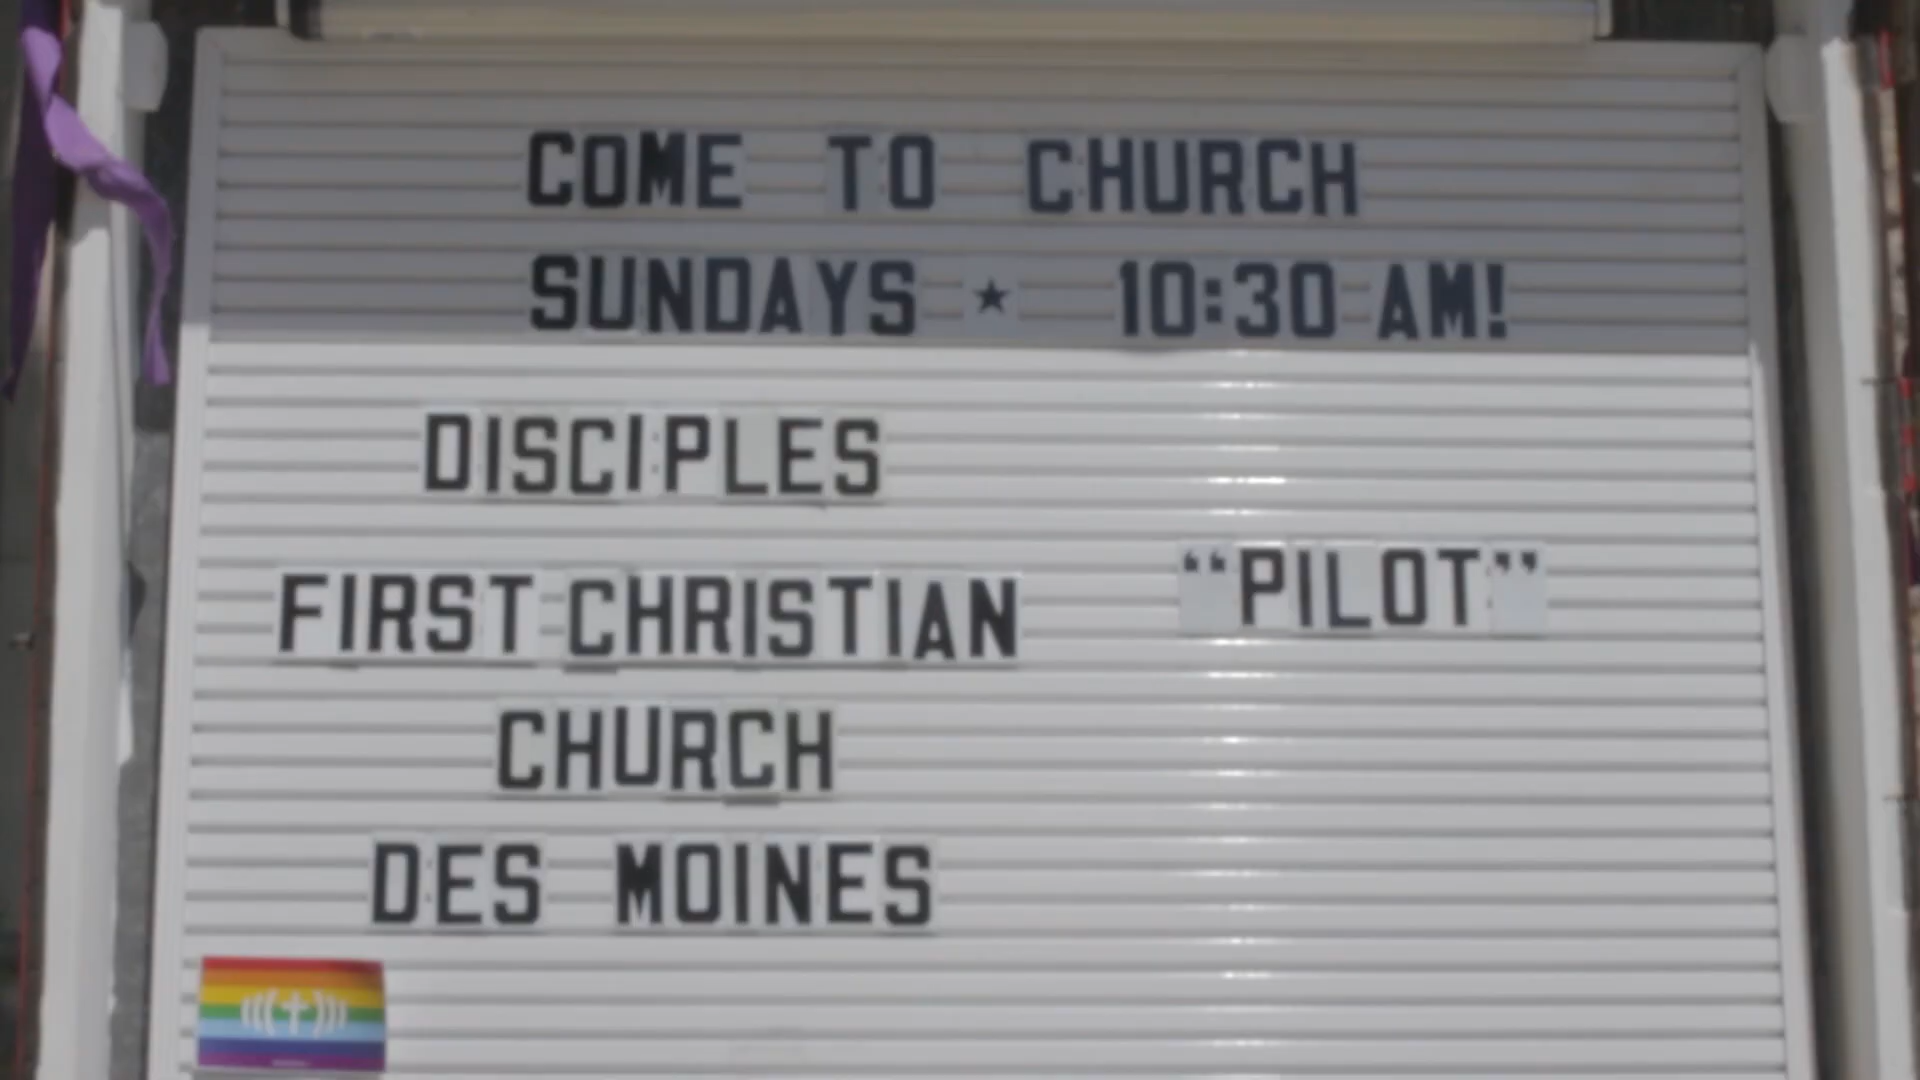 COME TO CHURCH
SUNDAYS ★ 10:30 AM!
DISCIPLES
FIRST CHRISTIAN
CHURCH
DES MOINES
“PILOT”